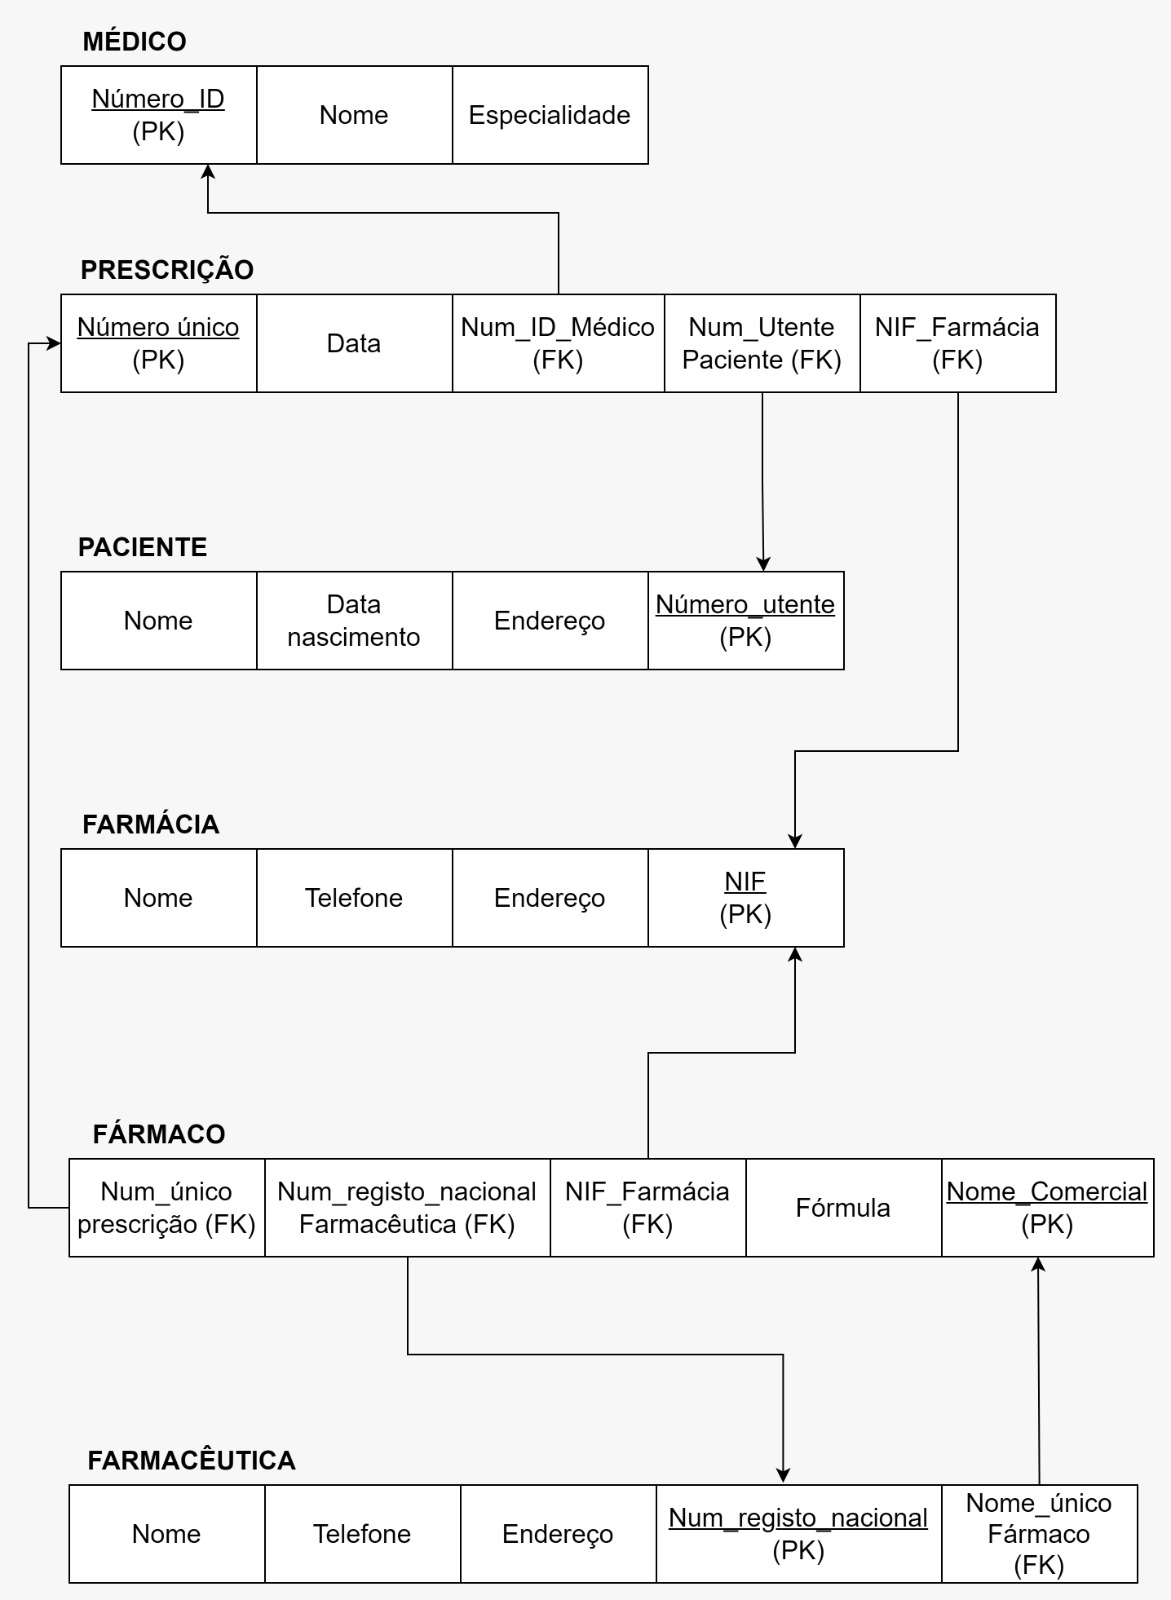 MÉDICO
Número_ID
(PK)
Nome
Especialidade
PRESCRIÇÃO
Número único
(PK)
Data
Num_ID_Médico
(FK)
Num_Utente
Paciente (FK)
NIF_Farmácia
(FK)
PACIENTE
Nome
Data
nascimento
Endereço
Número_utente
(PK)
FARMÁCIA
Nome
Telefone
Endereço
NIF
(PK)
FÁRMACO
Num_único
prescrição (FK)
Num_registo_nacional
Farmacêutica (FK)
NIF_Farmácia
(FK)
Fórmula
Nome_Comercial
(PK)
FARMACÊUTICA
Nome
Telefone
Endereço
Num_registo_nacional
(PK)
Nome_único
Fármaco
(FK)